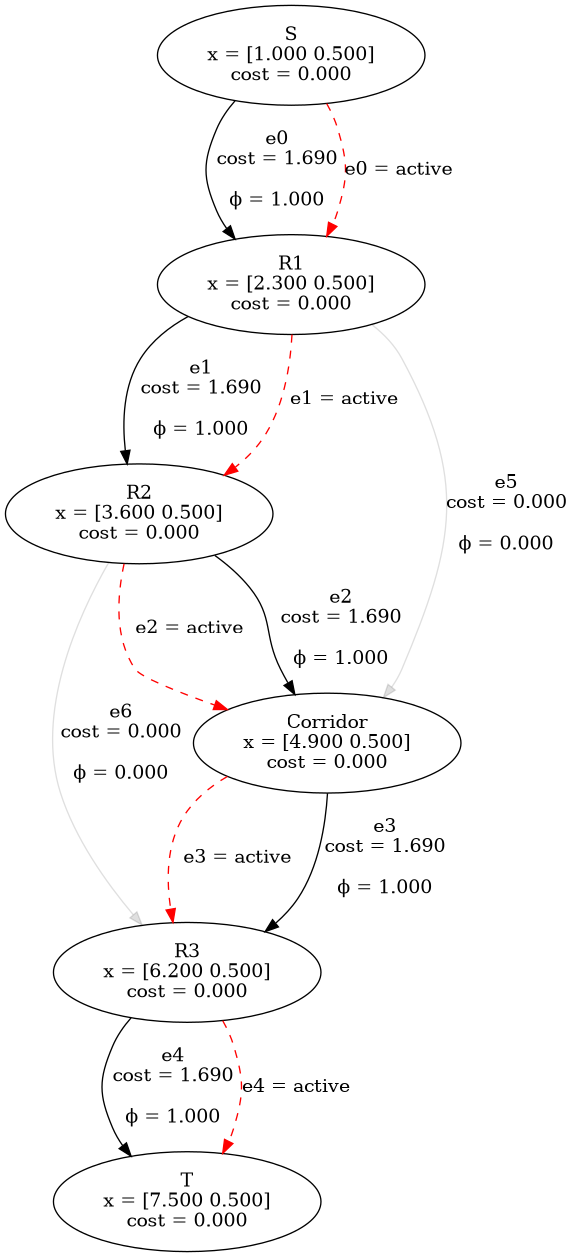 S
x = [1.000 0.500]
cost = 0.000
e0
cost = 1.690
ϕ = 1.000
e0 = active
R1
x = [2.300 0.500]
cost = 0.000
e1
cost = 1.690
ϕ = 1.000
e1 = active
e5
cost = 0.000
ϕ = 0.000
R2
x = [3.600 0.500]
cost = 0.000
e2 = active
e2
cost = 1.690
ϕ = 1.000
e6
cost = 0.000
ϕ = 0.000
Corridor
x = [4.900 0.500]
cost = 0.000
e3 = active
e3
cost = 1.690
ϕ = 1.000
R3
x = [6.200 0.500]
cost = 0.000
e4
cost = 1.690
ϕ = 1.000
e4 = active
T
x = [7.500 0.500]
cost = 0.000